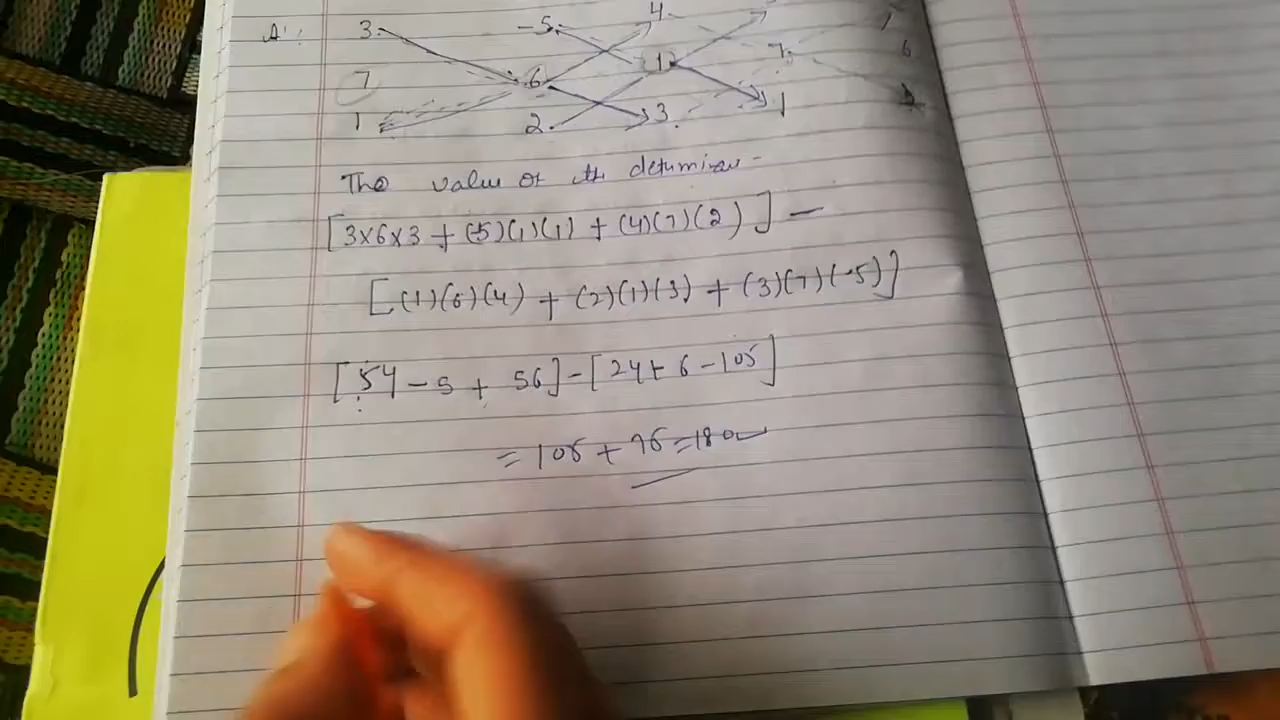 A': 3 -5 4
7 6 1 7 6
1 2 3 1
The value of the
[3×6×3 + (-5)(1)(1) + (4)(7)(2)] -
[(1)(6)(4) + (2)(1)(3) + (3)(7)(-5)]
[54 - 5 + 56] - [24 + 6 - 105]
= 105 + 75 = 180